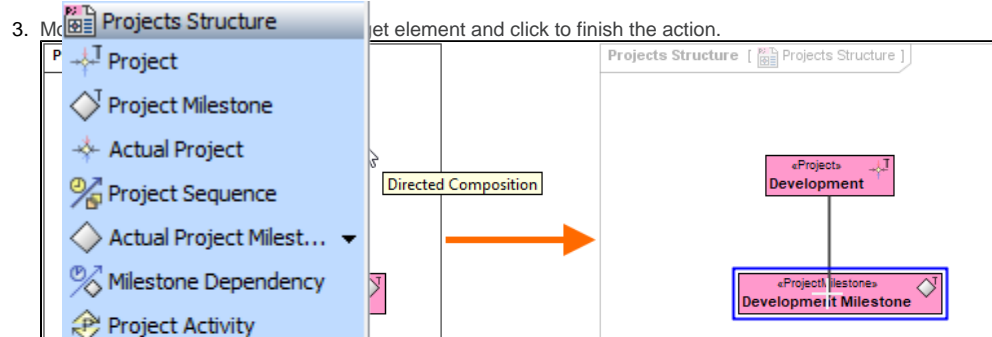 3. Mo
get element and click to finish the action.
Projects Structure
Project
Project Milestone
Actual Project
Project Sequence
Actual Project Milest...
Milestone Dependency
Project Activity
P
Directed Composition
Projects Structure [ Projects Structure ]
«Project»
Development
«ProjectMilestone»
Development Milestone